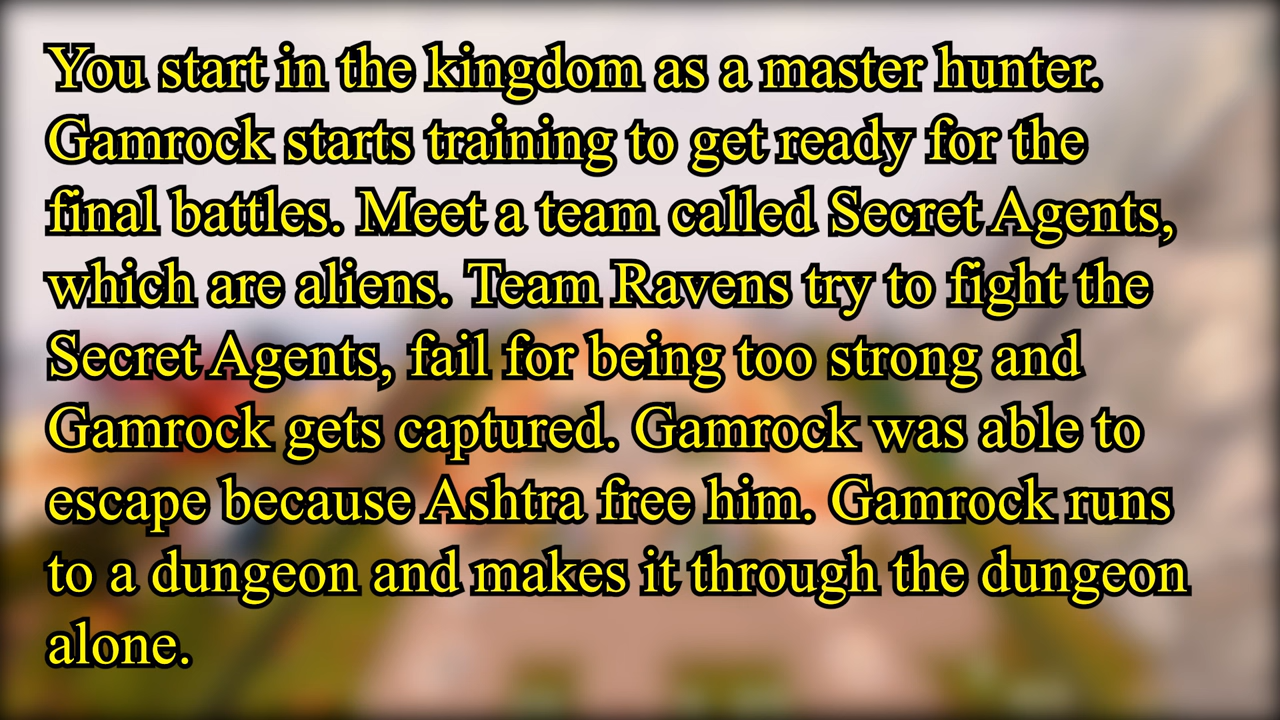 You start in the kingdom as a master hunter.
Gamrock starts training to get ready for the
final battles. Meet a team called Secret Agents,
which are aliens. Team Ravens try to fight the
Secret Agents, fail for being too strong and
Gamrock gets captured. Gamrock was able to
escape because Ashtra free him. Gamrock runs
to a dungeon and makes it through the dungeon
alone.